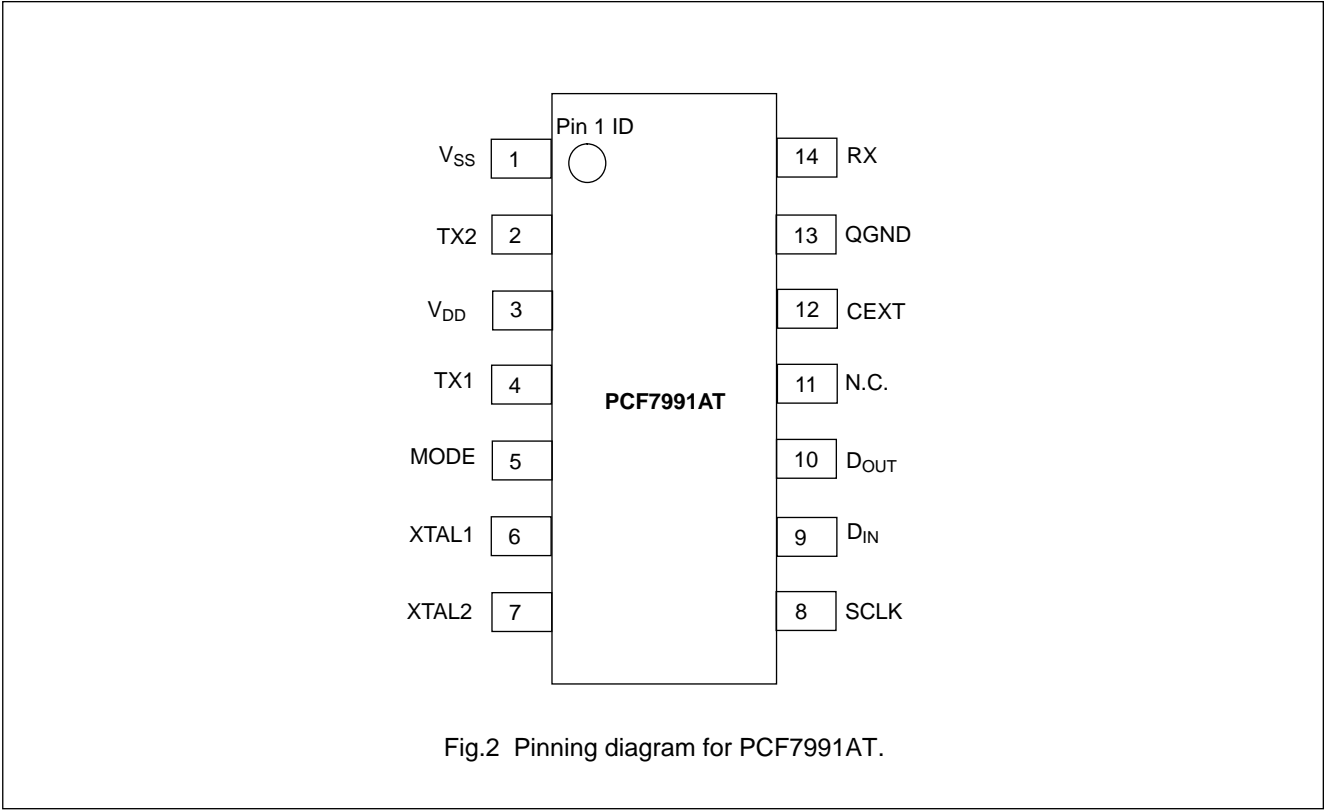 Pin 1 ID
V_SS 1 14 RX
TX2 2 13 QGND
V_DD 3 12 CEXT
TX1 4 11 N.C.
PCF7991AT
MODE 5 10 D_OUT
XTAL1 6 9 D_IN
XTAL2 7 8 SCLK
Fig.2 Pinning diagram for PCF7991AT.